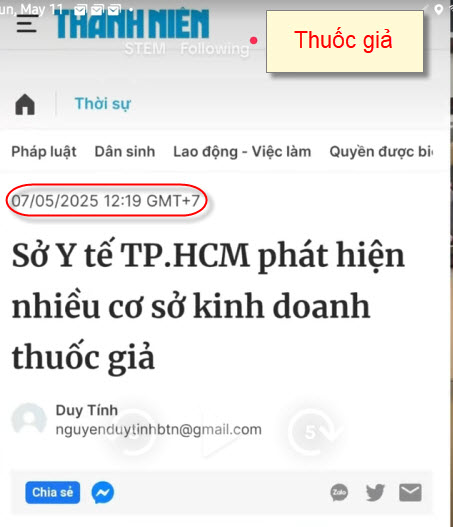 un, May 11
THANH NIÊN
STEM Following
Thuốc giả
Thời sự
Pháp luật Dân sinh Lao động - Việc làm Quyền được bi
07/05/2025 12:19 GMT+7
Sở Y tế TP.HCM phát hiện
nhiều cơ sở kinh doanh
thuốc giả
Duy Tính
nguyenduytinhbtn@gmail.com
5
Chia sẻ
Zalo